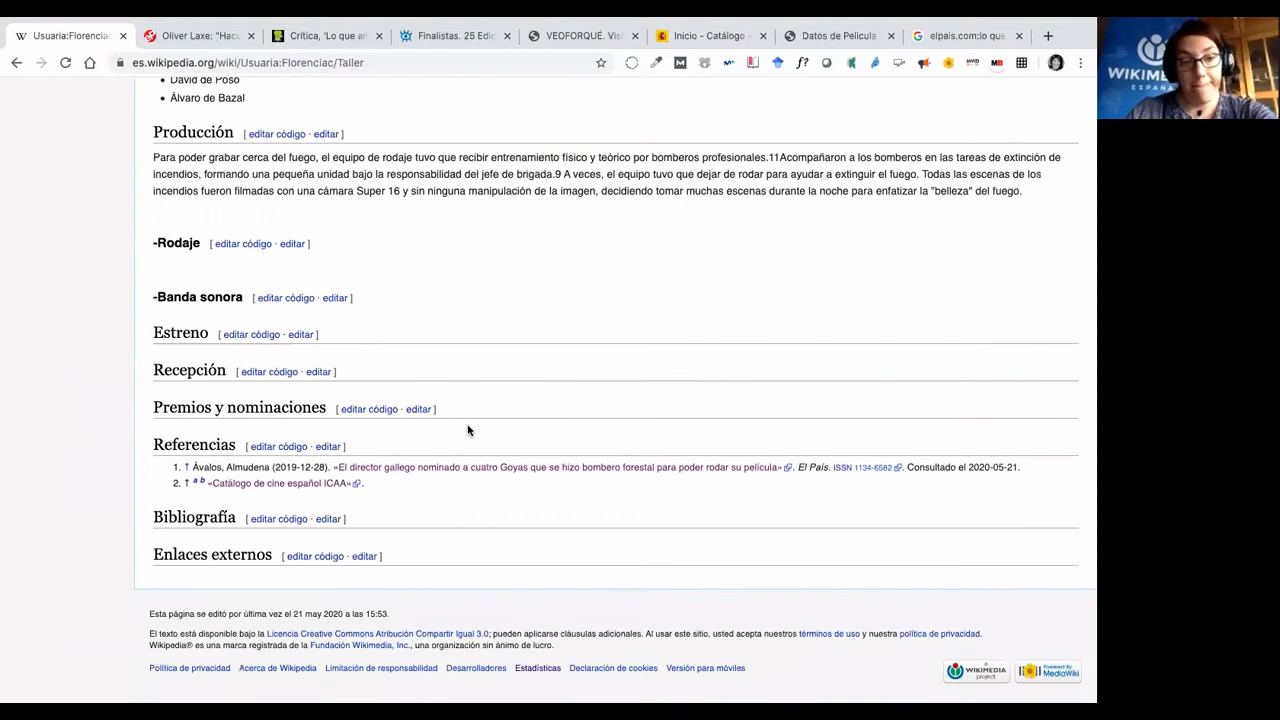 Usuaria:Florenciac
Oliver Laxe: "Hace
Crítica, 'Lo que ar
Finalistas. 25 Edic
VEOFORQUÉ. Visi
Inicio - Catálogo -
Datos de Película
elpais.com:lo que
es.wikipedia.org/wiki/Usuaria:Florenciac/Taller
WIKIMEDIA
ESPAÑA
David de Poso
Álvaro de Bazal
Producción [ editar código · editar ]
Para poder grabar cerca del fuego, el equipo de rodaje tuvo que recibir entrenamiento físico y teórico por bomberos profesionales.11Acompañaron a los bomberos en las tareas de extinción de
incendios, formando una pequeña unidad bajo la responsabilidad del jefe de brigada.9 A veces, el equipo tuvo que dejar de rodar para ayudar a extinguir el fuego. Todas las escenas de los
incendios fueron filmadas con una cámara Super 16 y sin ninguna manipulación de la imagen, decidiendo tomar muchas escenas durante la noche para enfatizar la "belleza" del fuego.
-Rodaje [ editar código · editar ]
-Banda sonora [ editar código · editar ]
Estreno [ editar código · editar ]
Recepción [ editar código · editar ]
Premios y nominaciones [ editar código · editar ]
Referencias [ editar código · editar ]
1. ↑ Ávalos, Almudena (2019-12-28). «El director gallego nominado a cuatro Goyas que se hizo bombero forestal para poder rodar su película». El País. ISSN 1134-6582. Consultado el 2020-05-21.
2. ↑ a b «Catálogo de cine español ICAA».
Bibliografía [ editar código · editar ]
Enlaces externos [ editar código · editar ]
Esta página se editó por última vez el 21 may 2020 a las 15:53.
El texto está disponible bajo la Licencia Creative Commons Atribución Compartir Igual 3.0; pueden aplicarse cláusulas adicionales. Al usar este sitio, usted acepta nuestros términos de uso y nuestra política de privacidad.
Wikipedia® es una marca registrada de la Fundación Wikimedia, Inc., una organización sin ánimo de lucro.
Política de privacidad Acerca de Wikipedia Limitación de responsabilidad Desarrolladores Estadísticas Declaración de cookies Versión para móviles
a WIKIMEDIA project
Powered By MediaWiki